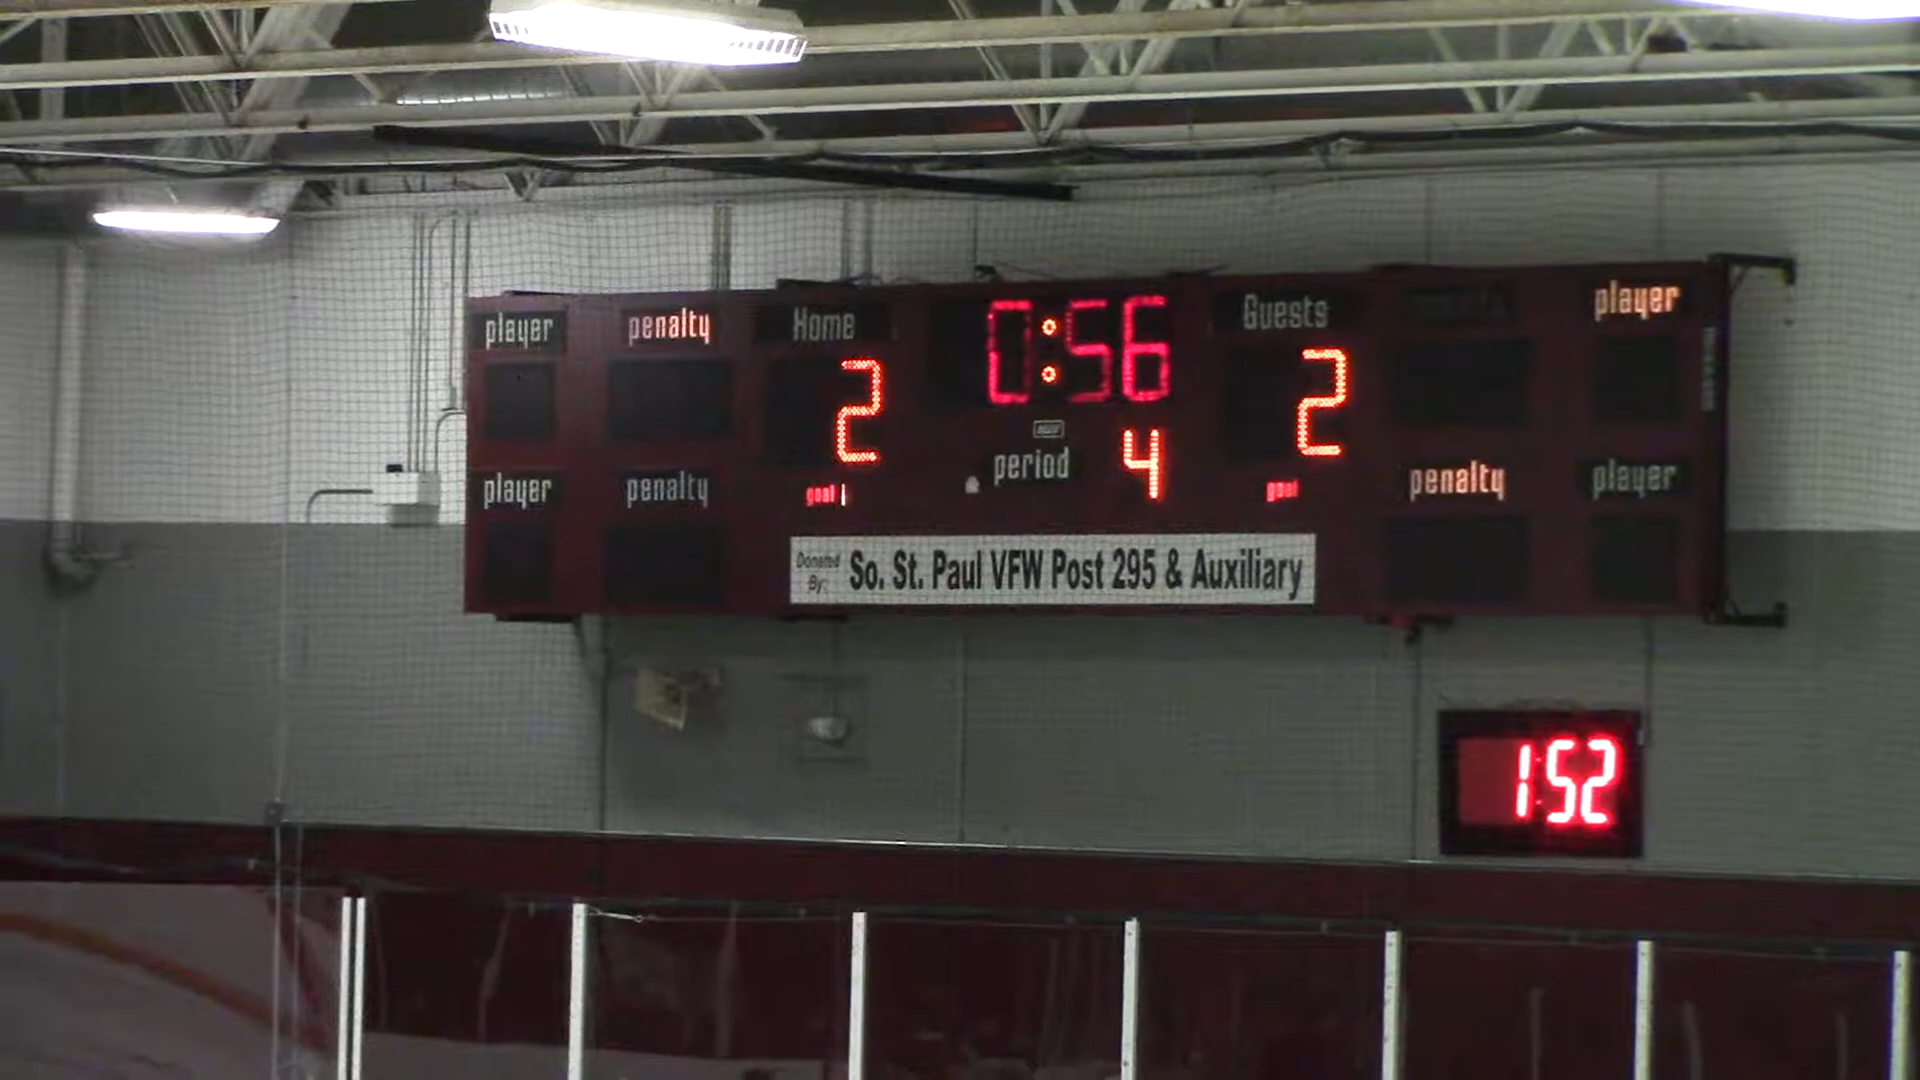 player penalty Home 0:56 Guests player
2 2
period 4
goal goal
player penalty penalty player
Donated By: So. St. Paul VFW Post 295 & Auxiliary
1:52